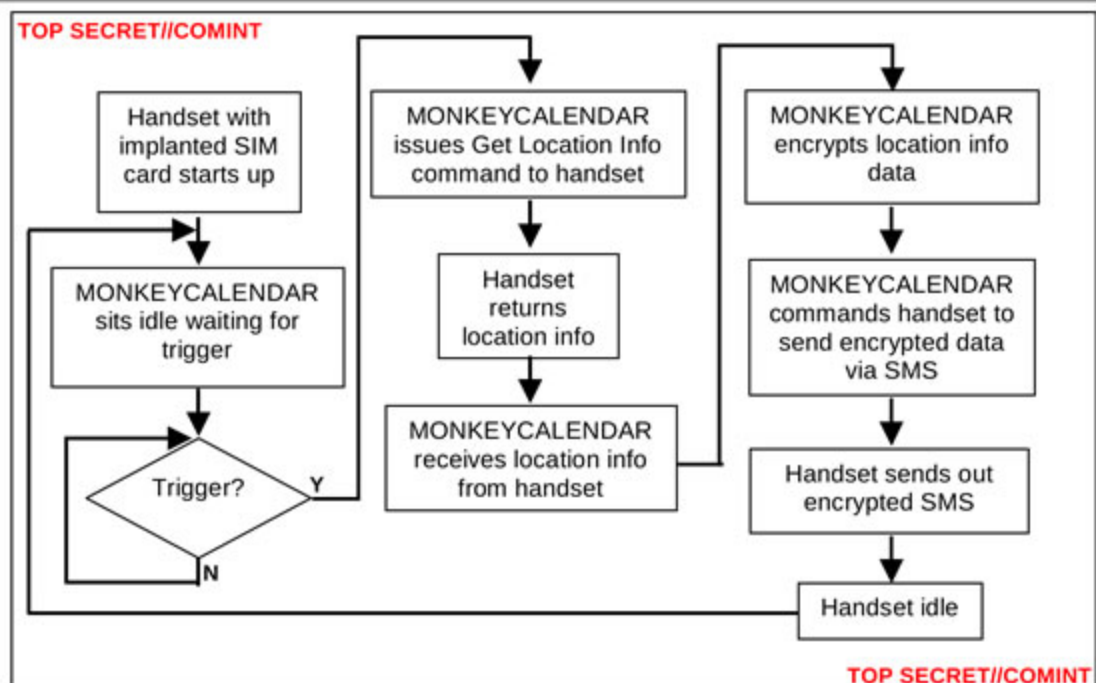 TOP SECRET//COMINT
Handset with
implanted SIM
card starts up
MONKEYCALENDAR
sits idle waiting for
trigger
Trigger?
Y
N
MONKEYCALENDAR
issues Get Location Info
command to handset
Handset
returns
location info
MONKEYCALENDAR
receives location info
from handset
MONKEYCALENDAR
encrypts location info
data
MONKEYCALENDAR
commands handset to
send encrypted data
via SMS
Handset sends out
encrypted SMS
Handset idle
TOP SECRET//COMINT